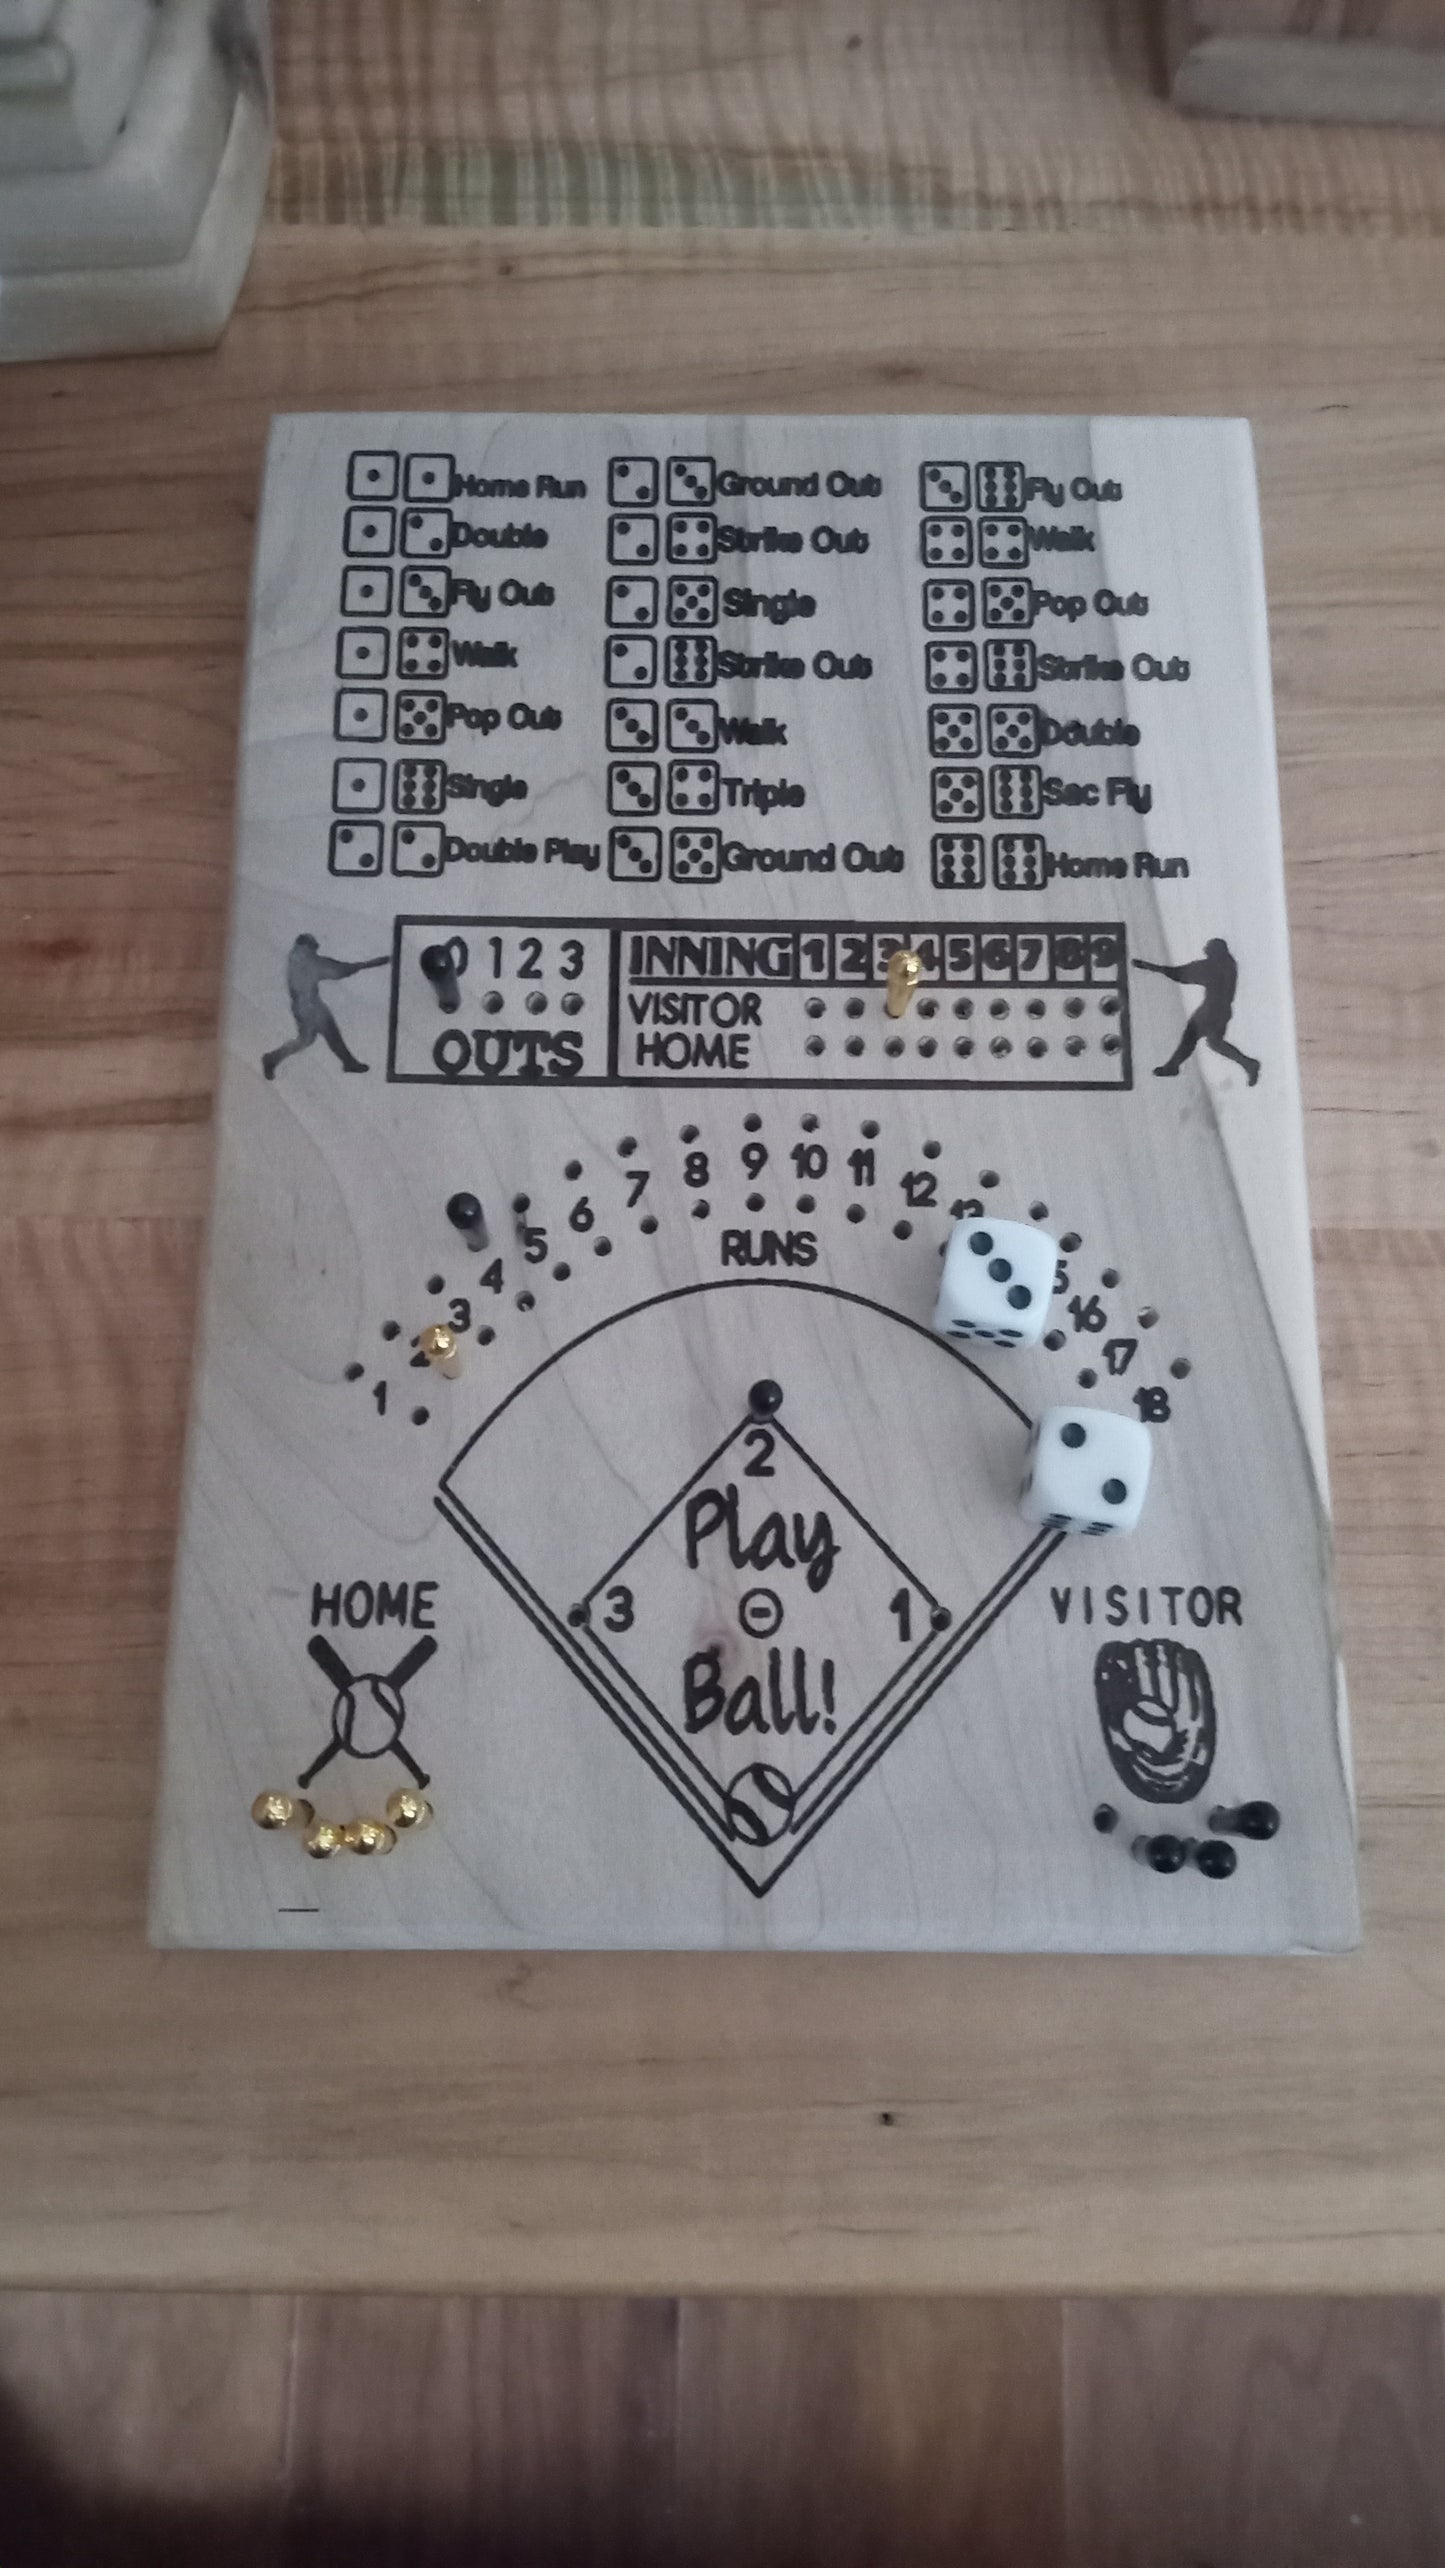 Home Run Ground Out Fly Out
Double Strike Out Walk
Fly Out Single Pop Out
Walk Strike Out Strike Out
Pop Out Walk Double
Single Triple Sac Fly
Double Play Ground Out Home Run
0 1 2 3 INNING 1 2 3 4 5 6 7 8 9
VISITOR
OUTS HOME
1 2 3 4 5 6 7 8 9 10 11 12 13 16 17 18
RUNS
2
Play
3 1
Ball!
HOME VISITOR